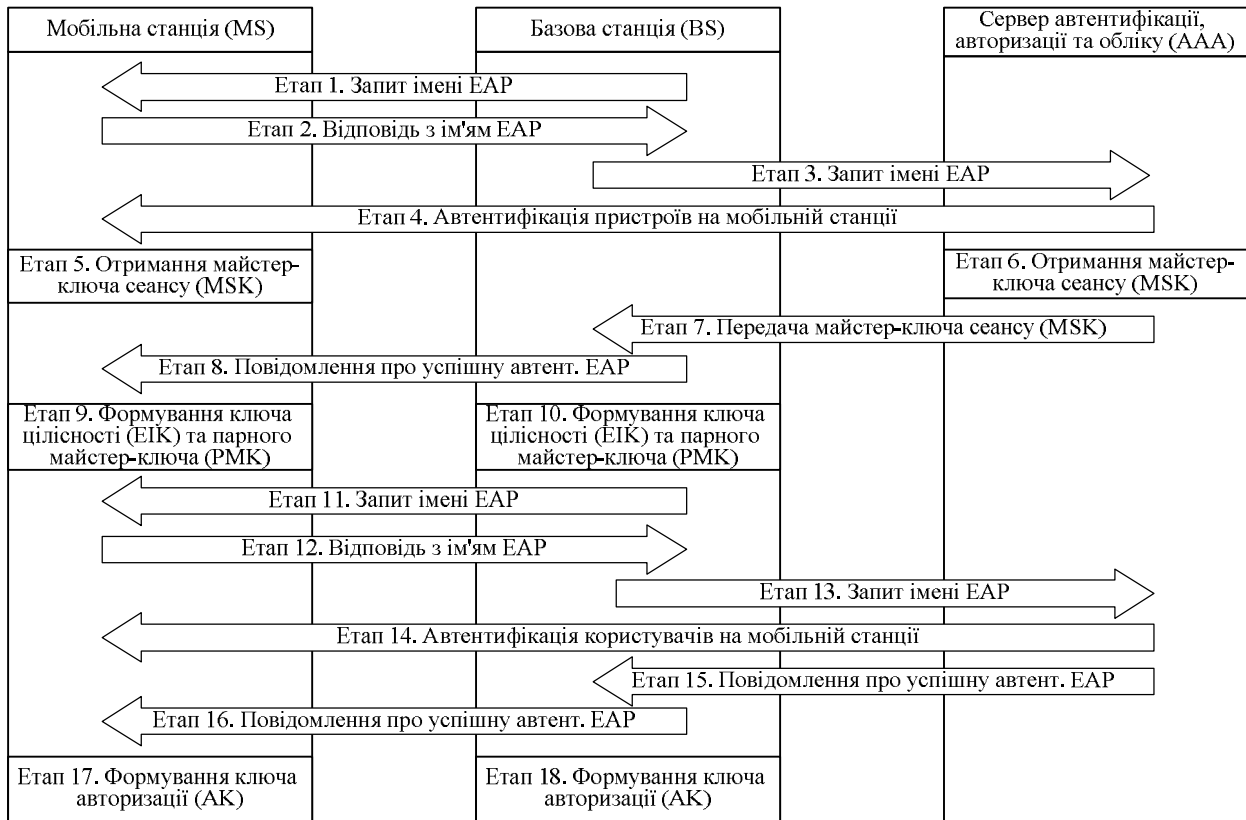 Мобільна станція (MS)
Базова станція (BS)
Сервер автентифікації,
авторизації та обліку (AAA)
Етап 1. Запит імені EAP
Етап 2. Відповідь з ім'ям EAP
Етап 3. Запит імені EAP
Етап 4. Автентифікація пристроїв на мобільній станції
Етап 5. Отримання майстер-
ключа сеансу (MSK)
Етап 6. Отримання майстер-
ключа сеансу (MSK)
Етап 7. Передача майстер-ключа сеансу (MSK)
Етап 8. Повідомлення про успішну автент. EAP
Етап 9. Формування ключа
цілісності (EIK) та парного
майстер-ключа (PMK)
Етап 10. Формування ключа
цілісності (EIK) та парного
майстер-ключа (PMK)
Етап 11. Запит імені EAP
Етап 12. Відповідь з ім'ям EAP
Етап 13. Запит імені EAP
Етап 14. Автентифікація користувачів на мобільній станції
Етап 15. Повідомлення про успішну автент. EAP
Етап 16. Повідомлення про успішну автент. EAP
Етап 17. Формування ключа
авторизації (AK)
Етап 18. Формування ключа
авторизації (AK)